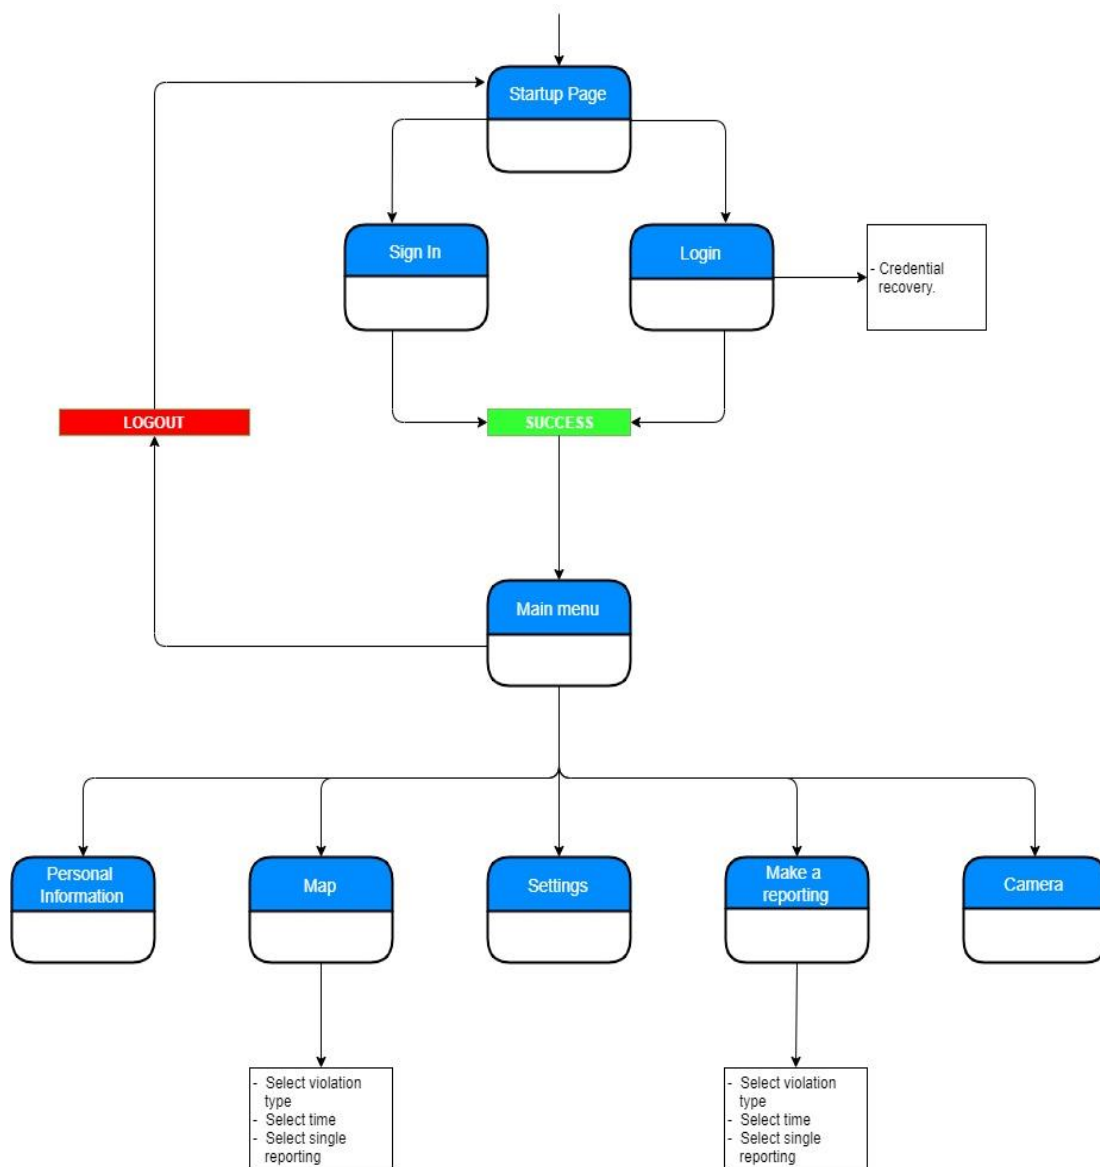 Startup Page
Sign In
Login
- Credential
recovery.
LOGOUT
SUCCESS
Main menu
Personal
Information
Map
Settings
Make a
reporting
Camera
- Select violation
type
- Select time
- Select single
reporting
- Select violation
type
- Select time
- Select single
reporting